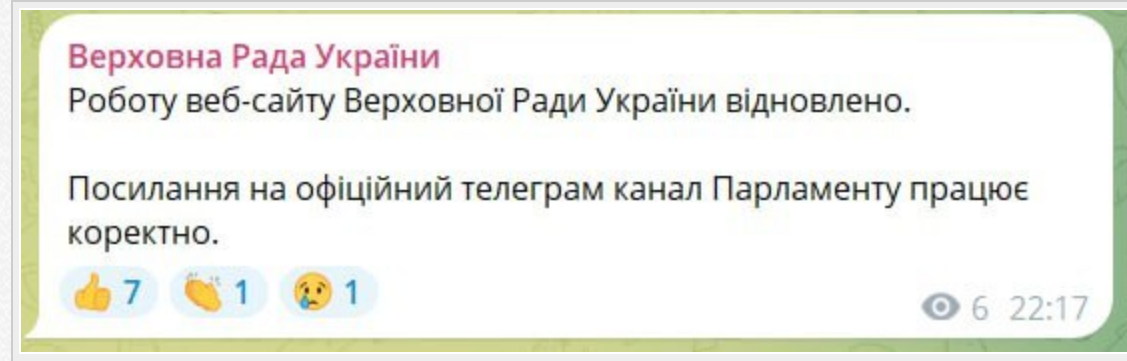 Верховна Рада України
Роботу веб-сайту Верховної Ради України відновлено.
Посилання на офіційний телеграм канал Парламенту працює
коректно.
7 1 1
6 22:17